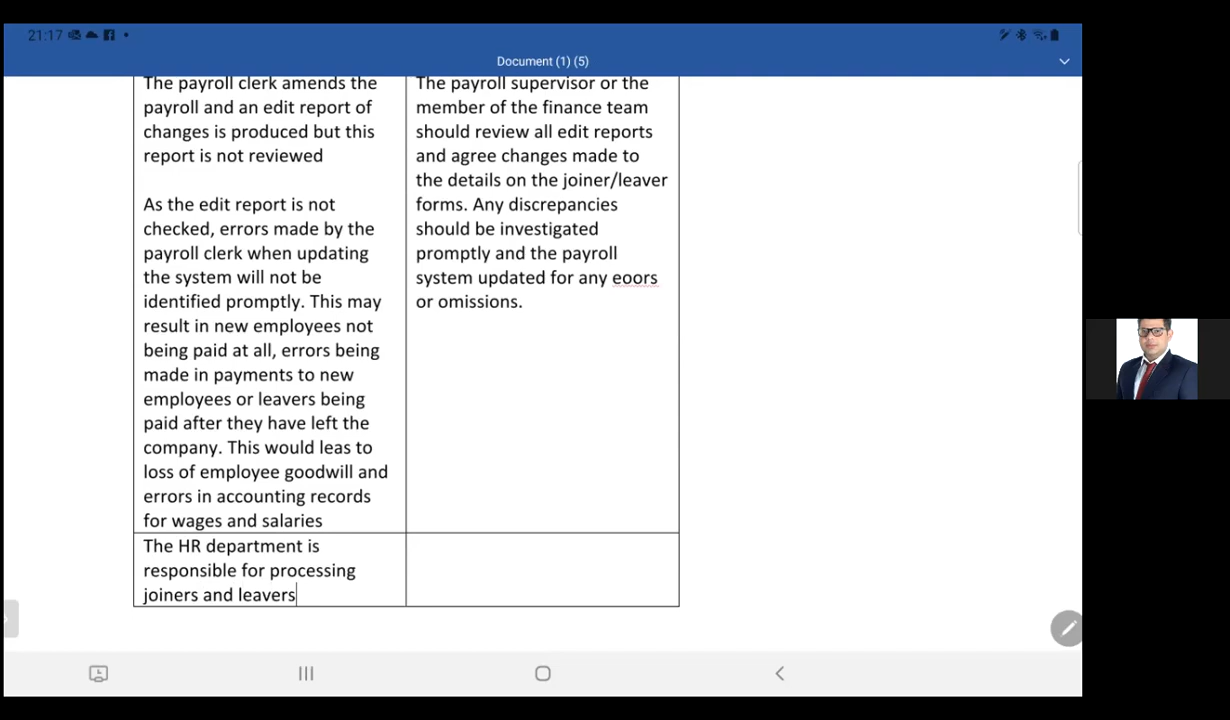 21:17
Document (1) (5)
The payroll clerk amends the
payroll and an edit report of
changes is produced but this
report is not reviewed
As the edit report is not
checked, errors made by the
payroll clerk when updating
the system will not be
identified promptly. This may
result in new employees not
being paid at all, errors being
made in payments to new
employees or leavers being
paid after they have left the
company. This would leas to
loss of employee goodwill and
errors in accounting records
for wages and salaries
The payroll supervisor or the
member of the finance team
should review all edit reports
and agree changes made to
the details on the joiner/leaver
forms. Any discrepancies
should be investigated
promptly and the payroll
system updated for any eoors
or omissions.
The HR department is
responsible for processing
joiners and leavers